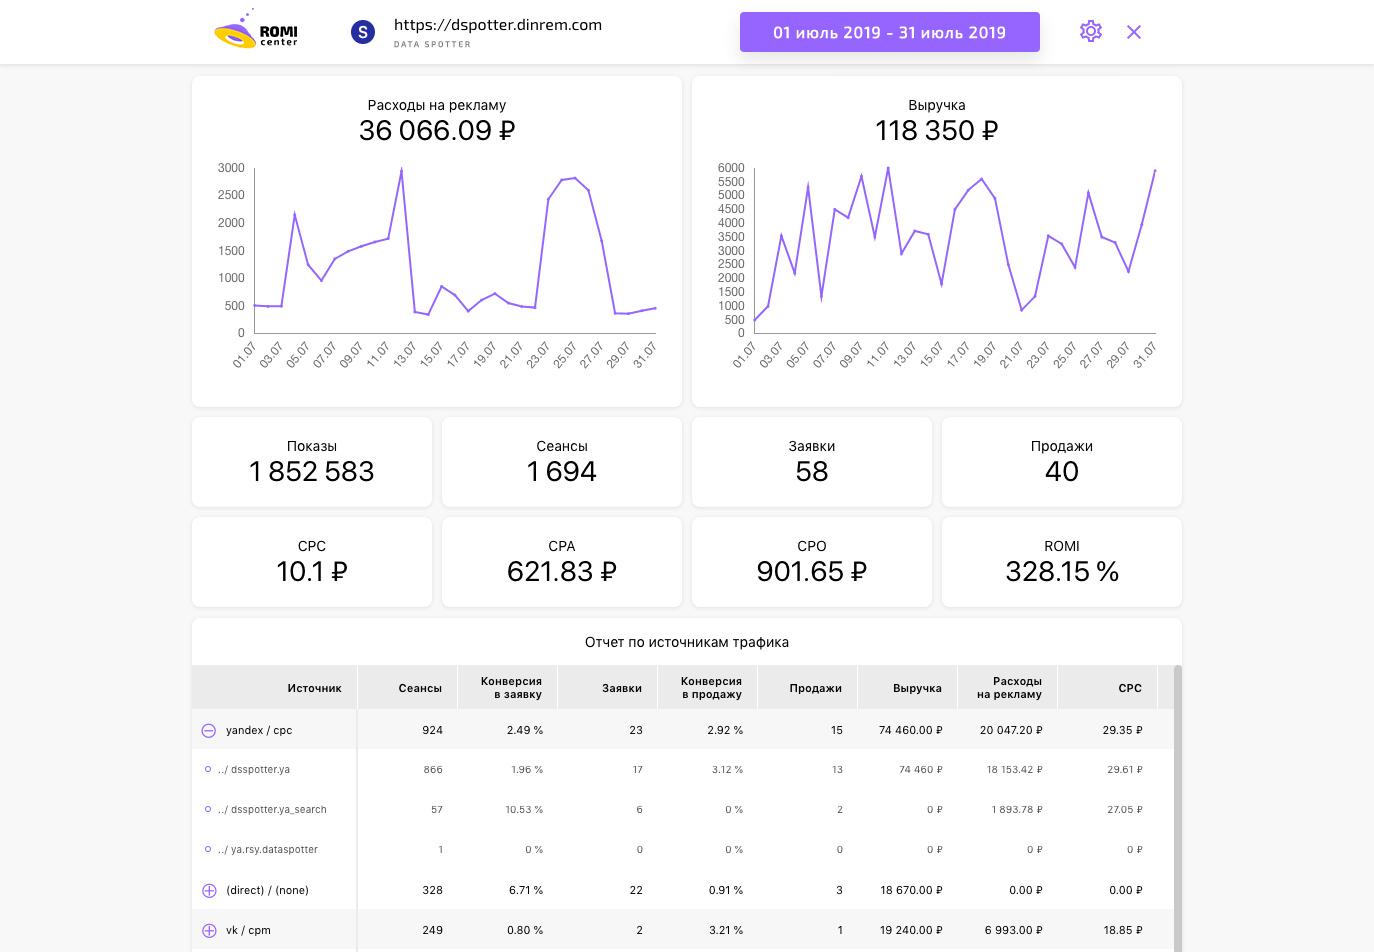 ROMI
center
S
https://dspotter.dinrem.com
DATA SPOTTER
01 июль 2019 - 31 июль 2019
Расходы на рекламу
36 066.09 ₽
3000
2500
2000
1500
1000
500
0
01.07 03.07 05.07 07.07 09.07 11.07 13.07 15.07 17.07 19.07 21.07 23.07 25.07 27.07 29.07 31.07
Выручка
118 350 ₽
6000
5500
5000
4500
4000
3500
3000
2500
2000
1500
1000
500
0
01.07 03.07 05.07 07.07 09.07 11.07 13.07 15.07 17.07 19.07 21.07 23.07 25.07 27.07 29.07 31.07
Показы
1 852 583
Сеансы
1 694
Заявки
58
Продажи
40
CPC
10.1 ₽
CPA
621.83 ₽
CPO
901.65 ₽
ROMI
328.15 %
Отчет по источникам трафика
Источник Сеансы Конверсия в заявку Заявки Конверсия в продажу Продажи Выручка Расходы на рекламу CPC
yandex / cpc 924 2.49 % 23 2.92 % 15 74 460.00 ₽ 20 047.20 ₽ 29.35 ₽
../ dsspotter.ya 866 1.96 % 17 3.12 % 13 74 460 ₽ 18 153.42 ₽ 29.61 ₽
../ dsspotter.ya_search 57 10.53 % 6 0 % 2 0 ₽ 1 893.78 ₽ 27.05 ₽
../ ya.rsy.dataspotter 1 0 % 0 0 % 0 0 ₽ 0 ₽ 0 ₽
(direct) / (none) 328 6.71 % 22 0.91 % 3 18 670.00 ₽ 0.00 ₽ 0.00 ₽
vk / cpm 249 0.80 % 2 3.21 % 1 19 240.00 ₽ 6 993.00 ₽ 18.85 ₽